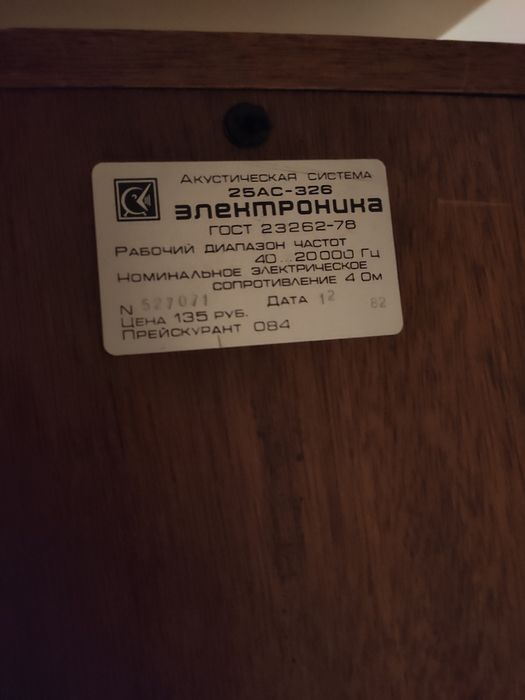 Акустическая система
25АС-326
электроника
ГОСТ 23262-78
Рабочий диапазон частот
40...20000 Гц
Номинальное электрическое
сопротивление 4 Ом
N 527071 Дата 12 82
Цена 135 руб.
Прейскурант 084